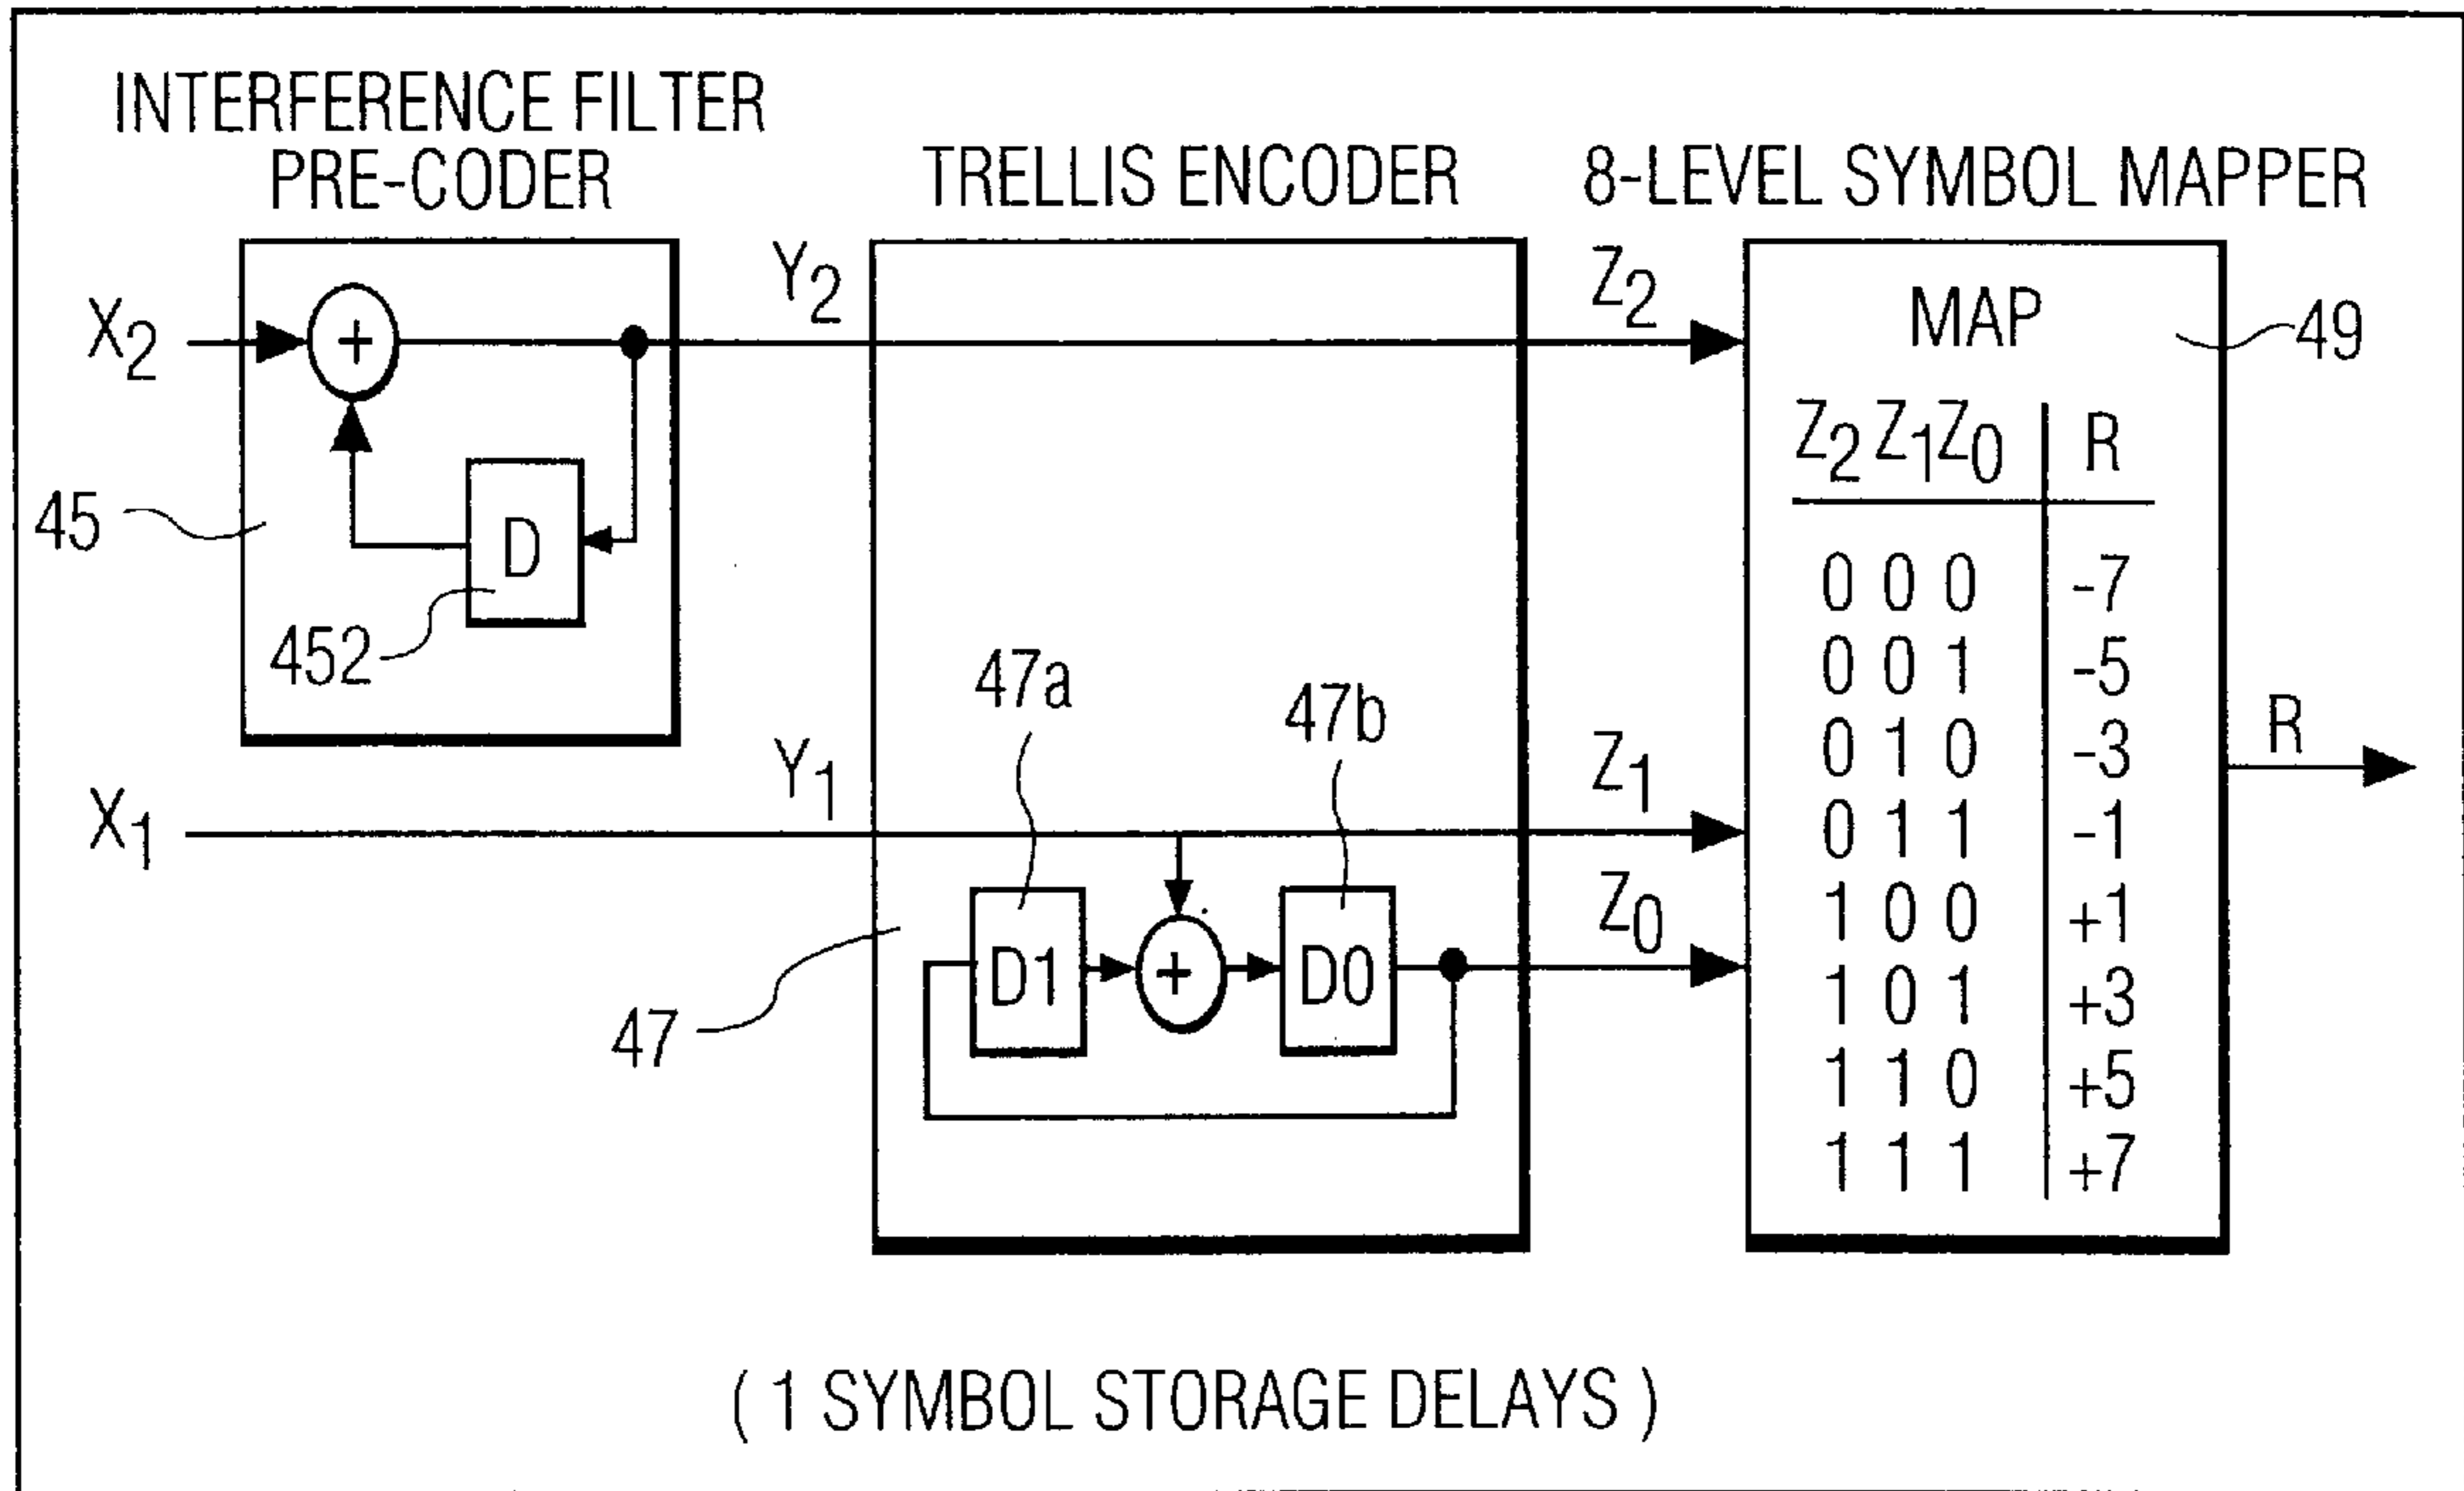 INTERFERENCE FILTER
PRE-CODER
TRELLIS ENCODER
8-LEVEL SYMBOL MAPPER
X2
+
D
45
452
Y2
Z2
X1
Y1
47a
47b
D1
+
D0
47
Z1
Z0
MAP
49
Z2 Z1 Z0 R
0 0 0 -7
0 0 1 -5
0 1 0 -3
0 1 1 -1
1 0 0 +1
1 0 1 +3
1 1 0 +5
1 1 1 +7
R
( 1 SYMBOL STORAGE DELAYS )